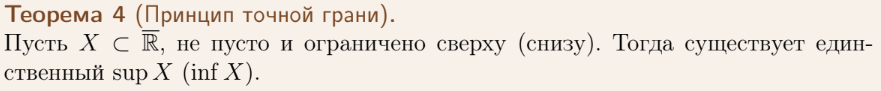 Теорема 4 (Принцип точной грани).
Пусть X ⊂ ℝ̅, не пусто и ограничено сверху (снизу). Тогда существует един-
ственный sup X (inf X).